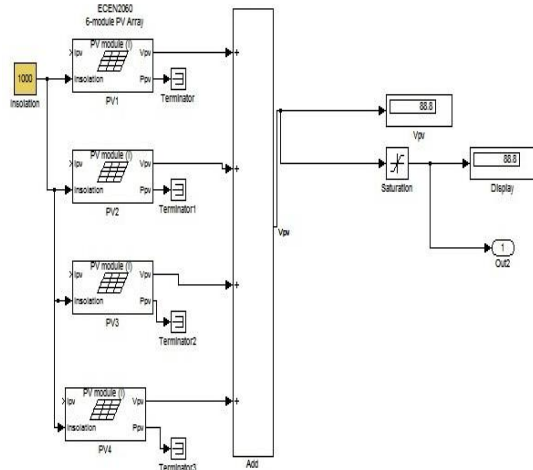 ECEN2060
6-module PV Array
PV module (I)
Ipv
Vpv
Insolation
Ppv
PV1
1000
Insolation
Terminator
+
PV module (I)
Ipv
Vpv
Insolation
Ppv
PV2
Terminator1
+
PV module (I)
Ipv
Vpv
Insolation
Ppv
PV3
Terminator2
+
PV module (I)
Ipv
Vpv
Insolation
Ppv
PV4
Terminator3
+
Add
Vpv
88.8
Vpv
Saturation
88.8
Display
1
Out2